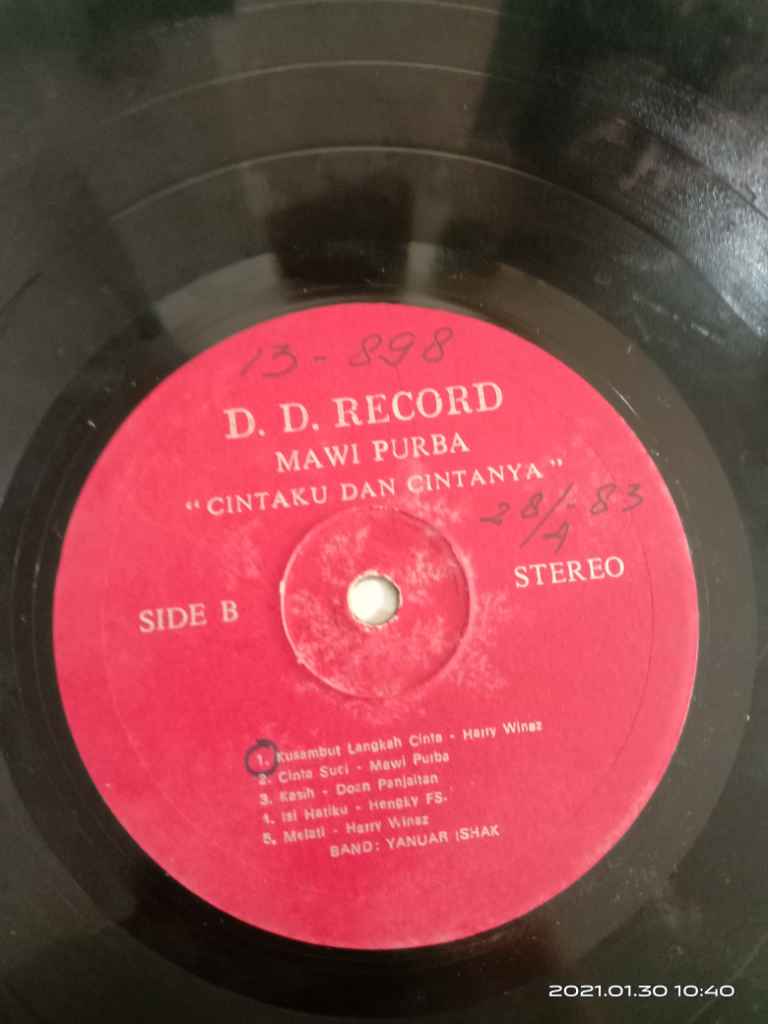 13 - 898
D. D. RECORD
MAWI PURBA
“CINTAKU DAN CINTANYA”
28/4 - 83
SIDE B
STEREO
1. Kusambut Langkah Cinta - Harry Winaz
2. Cinta Suci - Mawi Purba
3. Kasih - Doan Panjaitan
4. Isi Hatiku - Hengky FS.
5. Melati - Harry Winaz
BAND: YANUAR ISHAK
2021.01.30 10:40